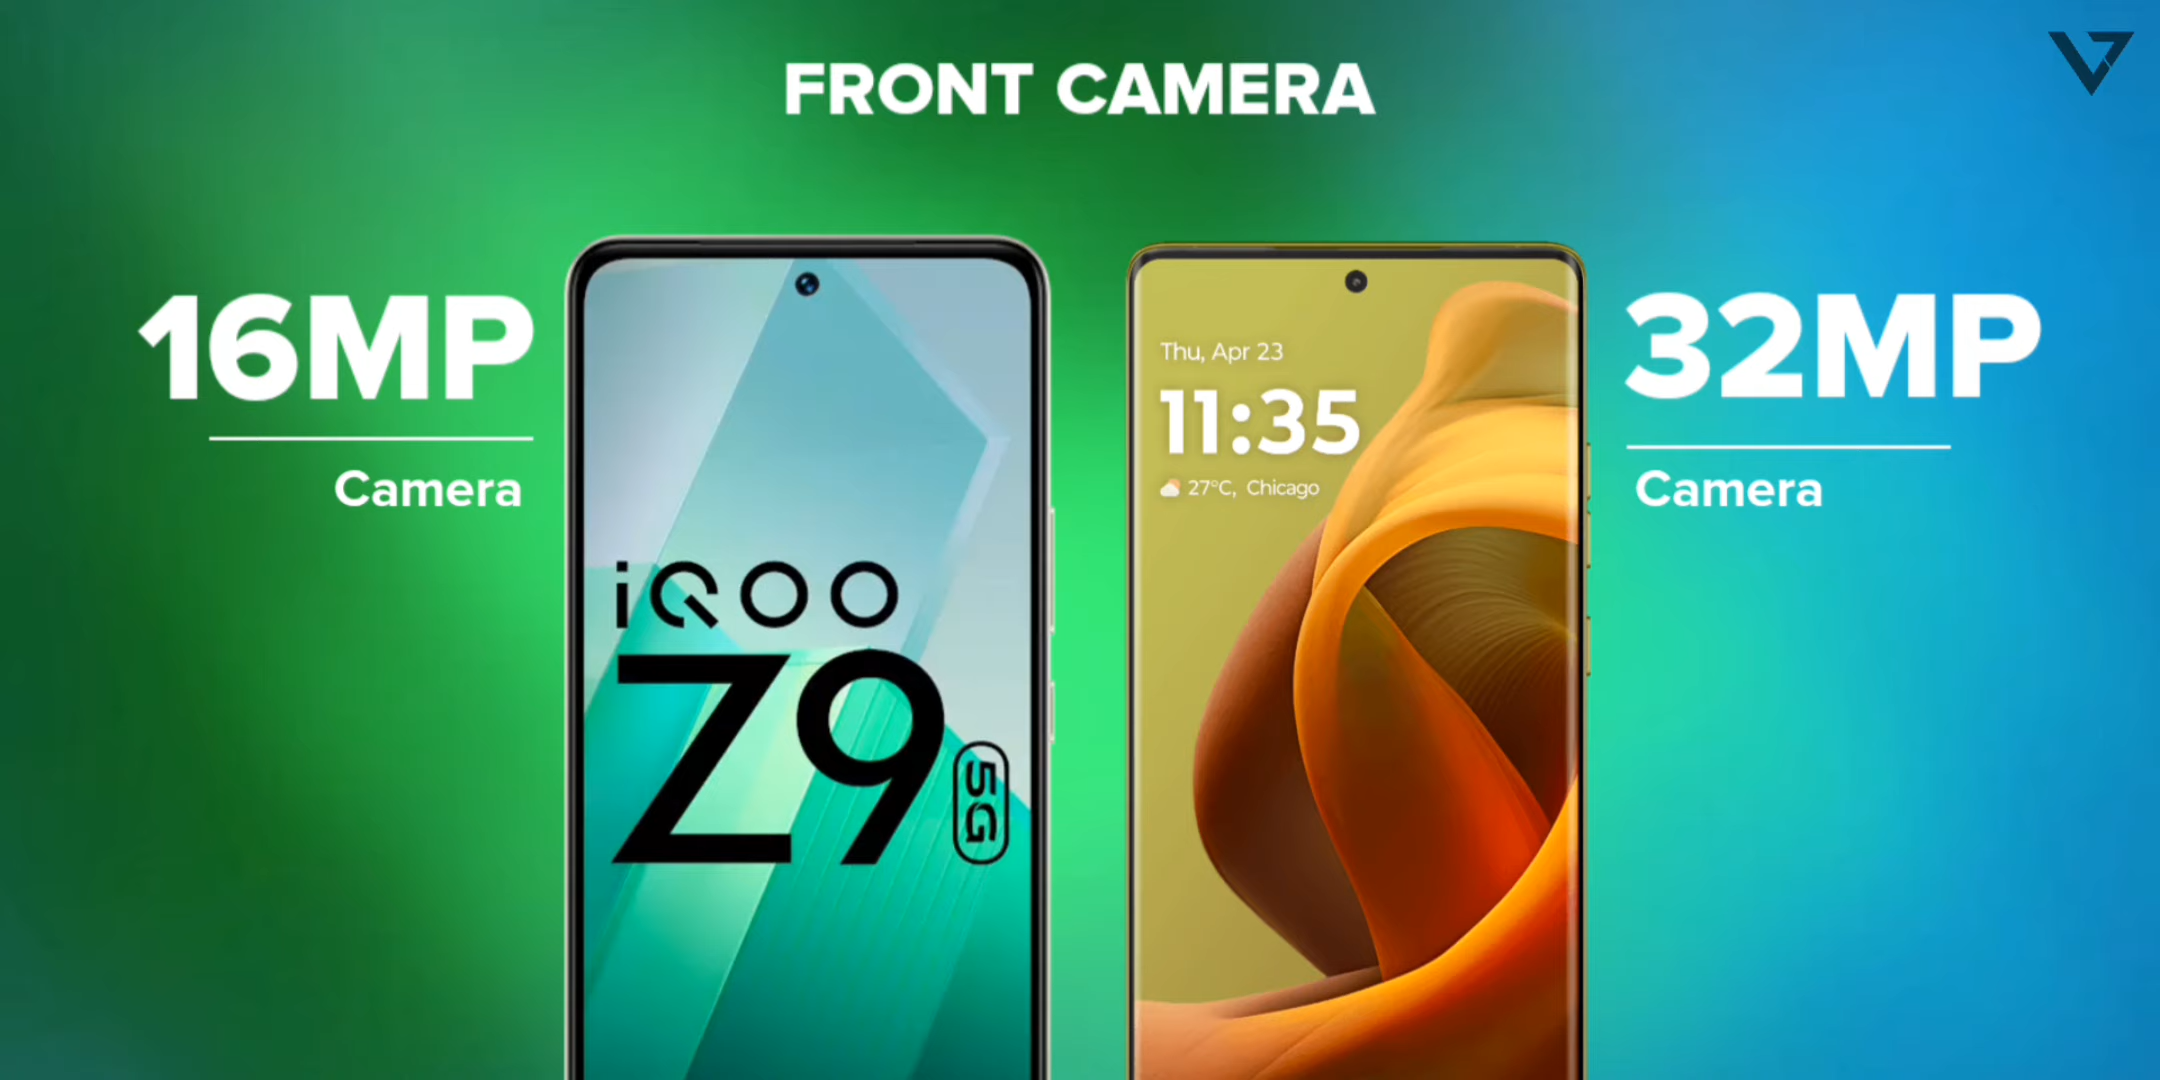 FRONT CAMERA
16MP
Camera
iQOO
Z9 5G
Thu, Apr 23
11:35
27°C, Chicago
32MP
Camera